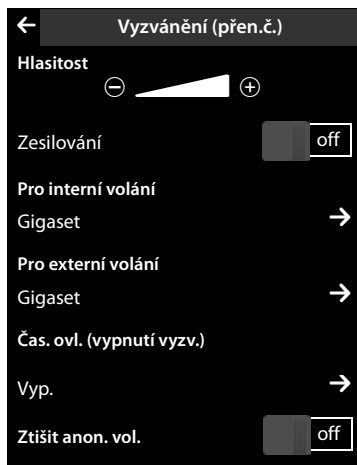 Vyzvánění (přen.č.)
Hlasitost
Zesilování off
Pro interní volání
Gigaset
Pro externí volání
Gigaset
Čas. ovl. (vypnutí vyzv.)
Vyp.
Ztišit anon. vol. off